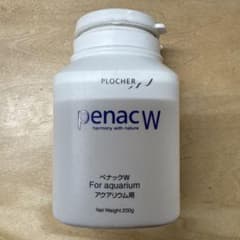 PLOCHER
penac W
harmony with nature
ペナックW
For aquarium
アクアリウム用
Net Weight 200g